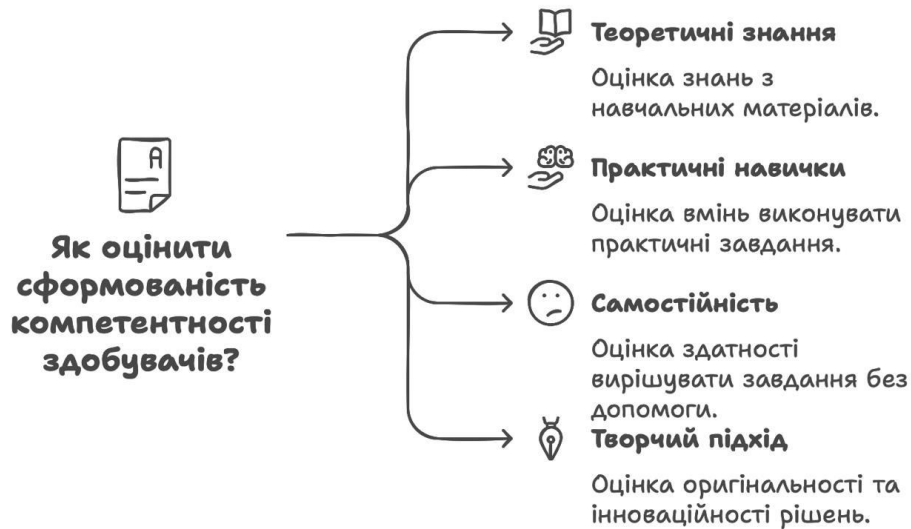 А
Як оцінити
сформованість
компетентності
здобувачів?
Теоретичні знання
Оцінка знань з
навчальних матеріалів.
Практичні навички
Оцінка вмінь виконувати
практичні завдання.
Самостійність
Оцінка здатності
вирішувати завдання без
допомоги.
Творчий підхід
Оцінка оригінальності та
інноваційності рішень.